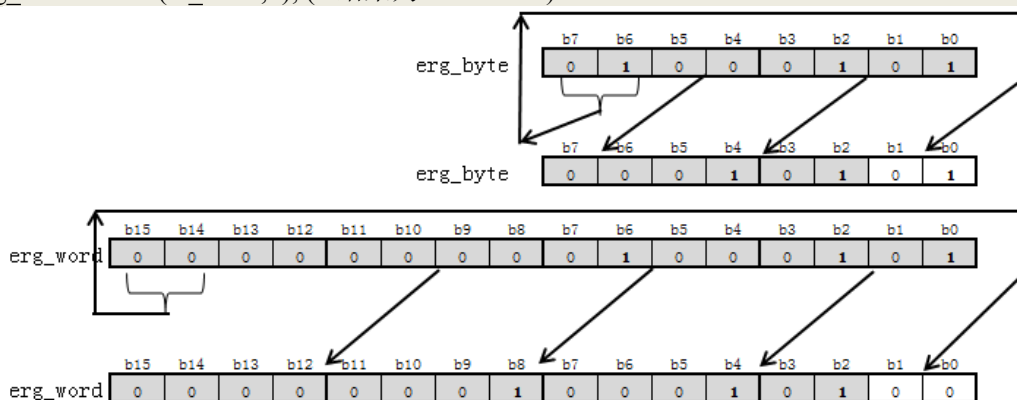 b7 b6 b5 b4 b3 b2 b1 b0
erg_byte 0 1 0 0 0 1 0 1
b7 b6 b5 b4 b3 b2 b1 b0
erg_byte 0 0 0 1 0 1 0 1
b15 b14 b13 b12 b11 b10 b9 b8 b7 b6 b5 b4 b3 b2 b1 b0
erg_word 0 0 0 0 0 0 0 0 0 1 0 0 0 1 0 1
b15 b14 b13 b12 b11 b10 b9 b8 b7 b6 b5 b4 b3 b2 b1 b0
erg_word 0 0 0 0 0 0 0 1 0 0 0 1 0 1 0 0